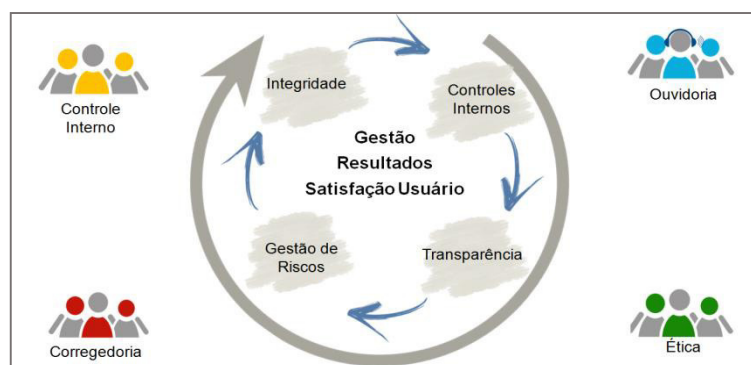 Controle
Interno
Integridade
Controles
Internos
Ouvidoria
Gestão
Resultados
Satisfação Usuário
Gestão de
Riscos
Transparência
Corregedoria
Ética